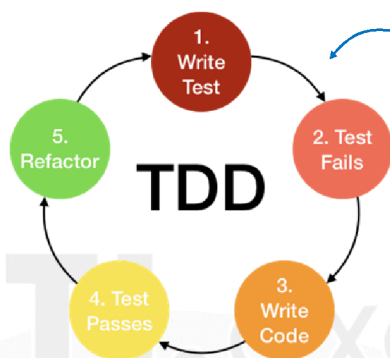 1.
Write
Test
2. Test
Fails
3.
Write
Code
4. Test
Passes
5.
Refactor
TDD